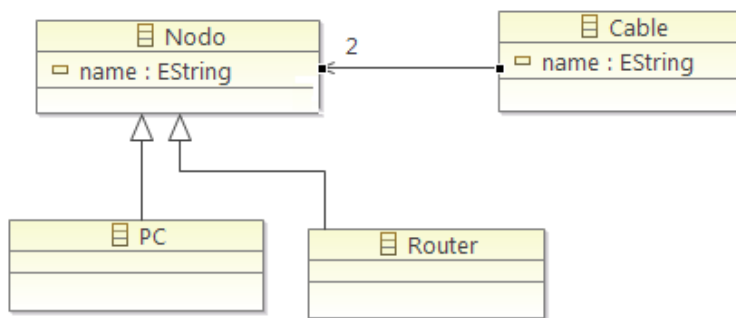 Nodo
name : EString
2
Cable
name : EString
PC
Router